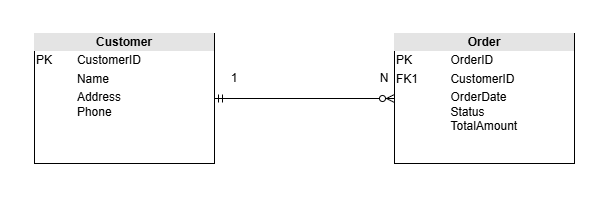 Customer
PK CustomerID
Name
Address
Phone
1
N
Order
PK OrderID
FK1 CustomerID
OrderDate
Status
TotalAmount